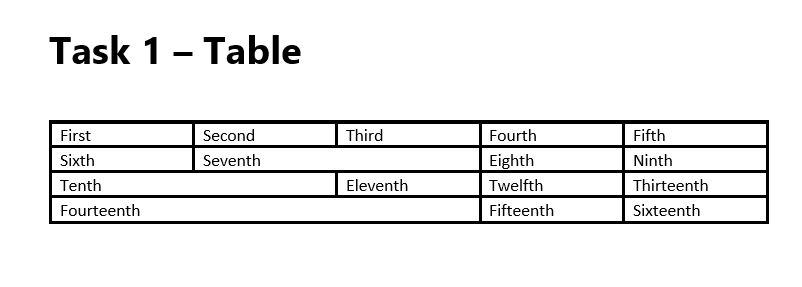 Task 1 – Table
First Second Third Fourth Fifth
Sixth Seventh Eighth Ninth
Tenth Eleventh Twelfth Thirteenth
Fourteenth Fifteenth Sixteenth